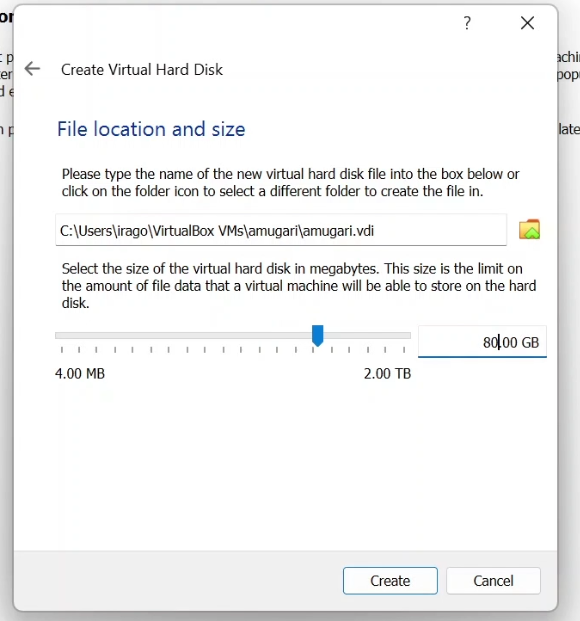 ?
Create Virtual Hard Disk
File location and size
Please type the name of the new virtual hard disk file into the box below or
click on the folder icon to select a different folder to create the file in.
C:\Users\irago\VirtualBox VMs\amugari\amugari.vdi
Select the size of the virtual hard disk in megabytes. This size is the limit on
the amount of file data that a virtual machine will be able to store on the hard
disk.
80.00 GB
4.00 MB 2.00 TB
Create Cancel